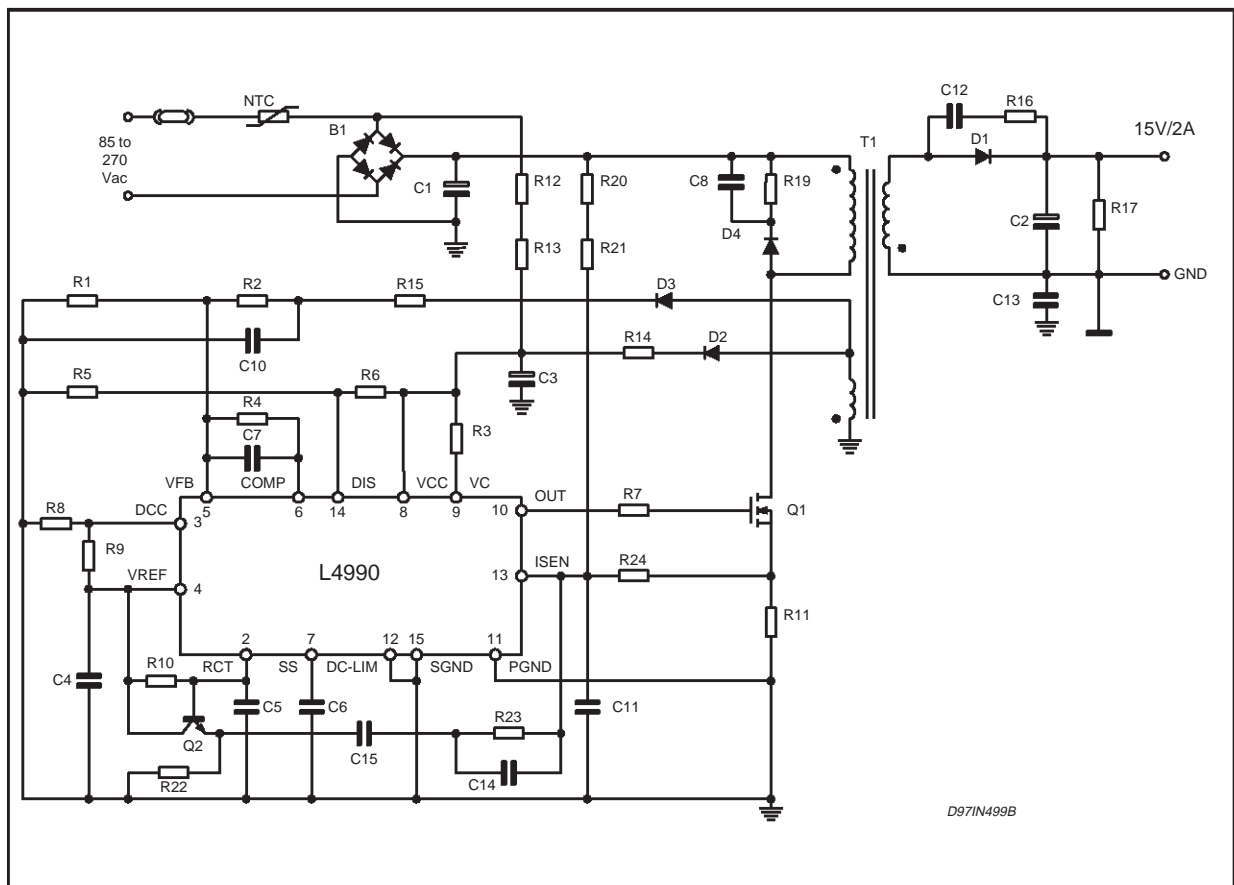 NTC
B1
85 to
270
Vac
C1
R12
R13
R20
R21
C8
R19
D4
T1
C12
R16
D1
15V/2A
C2
R17
GND
C13
R1
R2
R15
D3
C10
R14
D2
R5
R6
C3
R4
C7
R3
VFB
COMP
DIS
VCC
VC
5
6
14
8
9
OUT
10
R7
Q1
R8
DCC
3
R9
VREF
4
L4990
ISEN
13
R24
R11
2
7
12
15
11
R10
RCT
SS
DC-LIM
SGND
PGND
C4
C5
C6
C11
Q2
C15
R23
C14
R22
D97IN499B